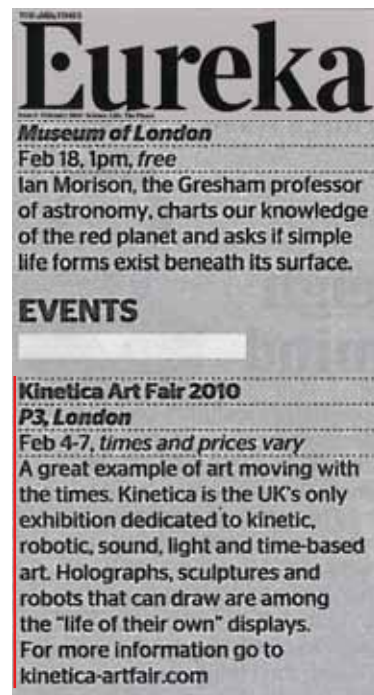 THE TIMES
Eureka
Museum of London
Feb 18, 1pm, free
Ian Morison, the Gresham professor
of astronomy, charts our knowledge
of the red planet and asks if simple
life forms exist beneath its surface.
EVENTS
Kinetica Art Fair 2010
P3, London
Feb 4-7, times and prices vary
A great example of art moving with
the times. Kinetica is the UK's only
exhibition dedicated to kinetic,
robotic, sound, light and time-based
art. Holographs, sculptures and
robots that can draw are among
the "life of their own" displays.
For more information go to
kinetica-artfair.com